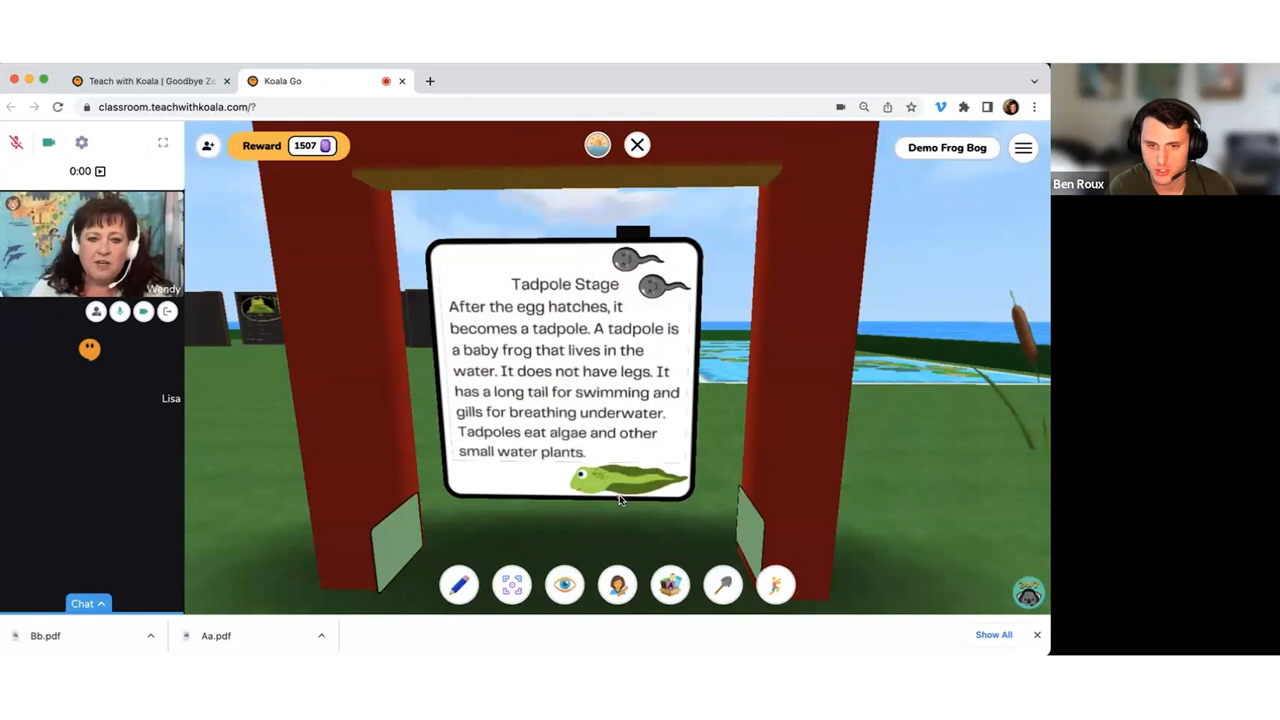 Teach with Koala | Goodbye Zc
Koala Go
classroom.teachwithkoala.com/?
Ben Roux
0:00
Reward 1507
Demo Frog Bog
Wendy
Tadpole Stage
After the egg hatches, it
becomes a tadpole. A tadpole is
a baby frog that lives in the
water. It does not have legs. It
has a long tail for swimming and
gills for breathing underwater.
Tadpoles eat algae and other
small water plants.
Lisa
Chat
Bb.pdf
Aa.pdf
Show All